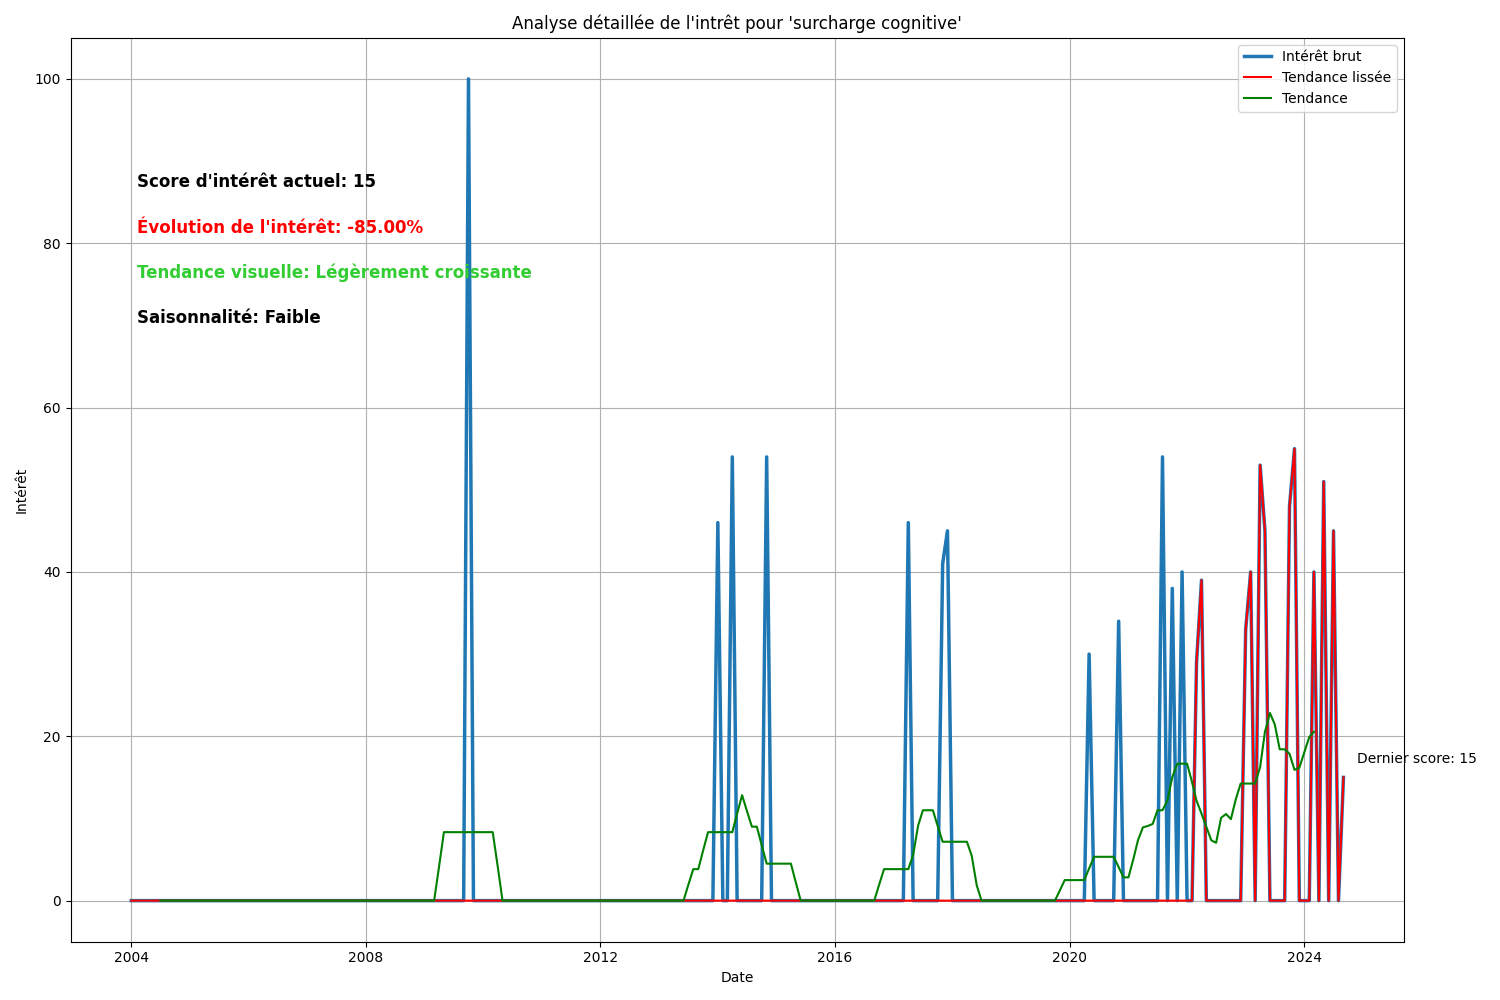 Analyse détaillée de l'intrêt pour 'surcharge cognitive'
Intérêt brut
Tendance lissée
Tendance
Score d'intérêt actuel: 15
Évolution de l'intérêt: -85.00%
Tendance visuelle: Légèrement croissante
Saisonnalité: Faible
Dernier score: 15
Intérêt
100
80
60
40
20
0
2004
2008
2012
2016
2020
2024
Date